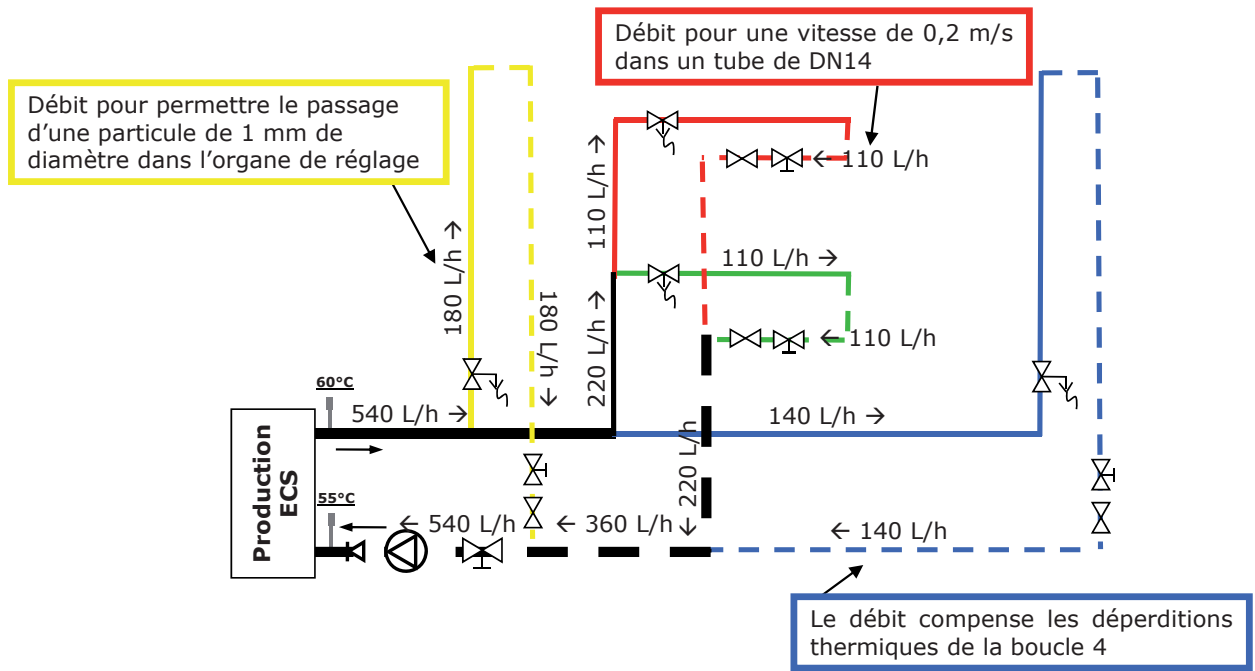 Débit pour une vitesse de 0,2 m/s
dans un tube de DN14
Débit pour permettre le passage
d'une particule de 1 mm de
diamètre dans l'organe de réglage
180 L/h →
180 L/h →
110 L/h →
← 110 L/h
110 L/h →
← 110 L/h
220 L/h →
60°C
540 L/h →
140 L/h →
220 L/h
←
Production
ECS
55°C
← 540 L/h
← 360 L/h
← 140 L/h
Le débit compense les déperditions
thermiques de la boucle 4